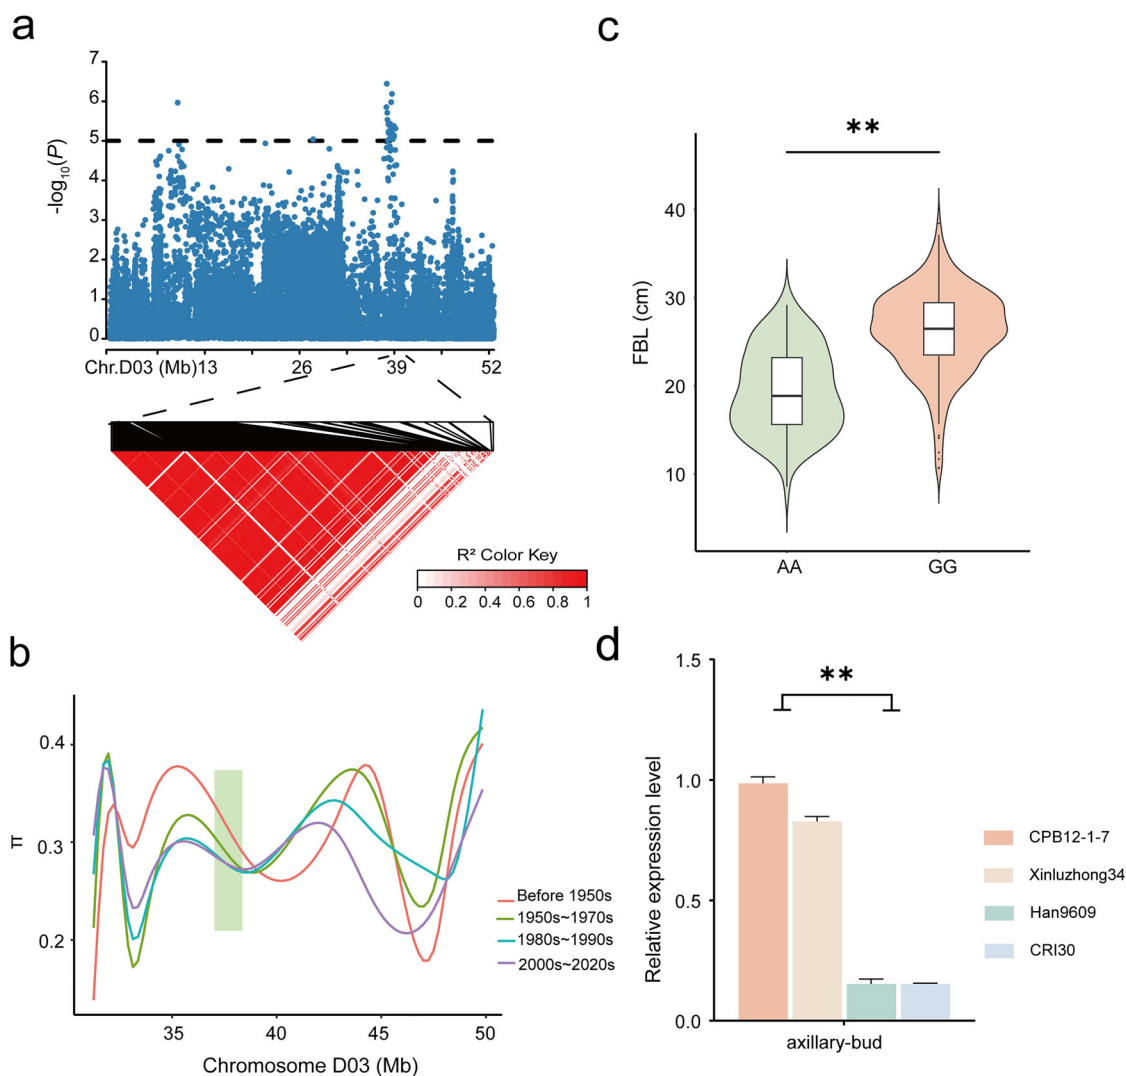 a
7
6
5
4
3
2
1
0
-log10(P)
Chr.D03 (Mb)13 26 39 52
R² Color Key
0 0.2 0.4 0.6 0.8 1
b
0.4
0.3
0.2
π
35 40 45 50
Chromosome D03 (Mb)
Before 1950s
1950s~1970s
1980s~1990s
2000s~2020s
c
**
40
30
20
10
FBL (cm)
AA GG
d
1.5
1.0
0.5
0.0
Relative expression level
**
axillary-bud
CPB12-1-7
Xinluzhong34
Han9609
CRI30